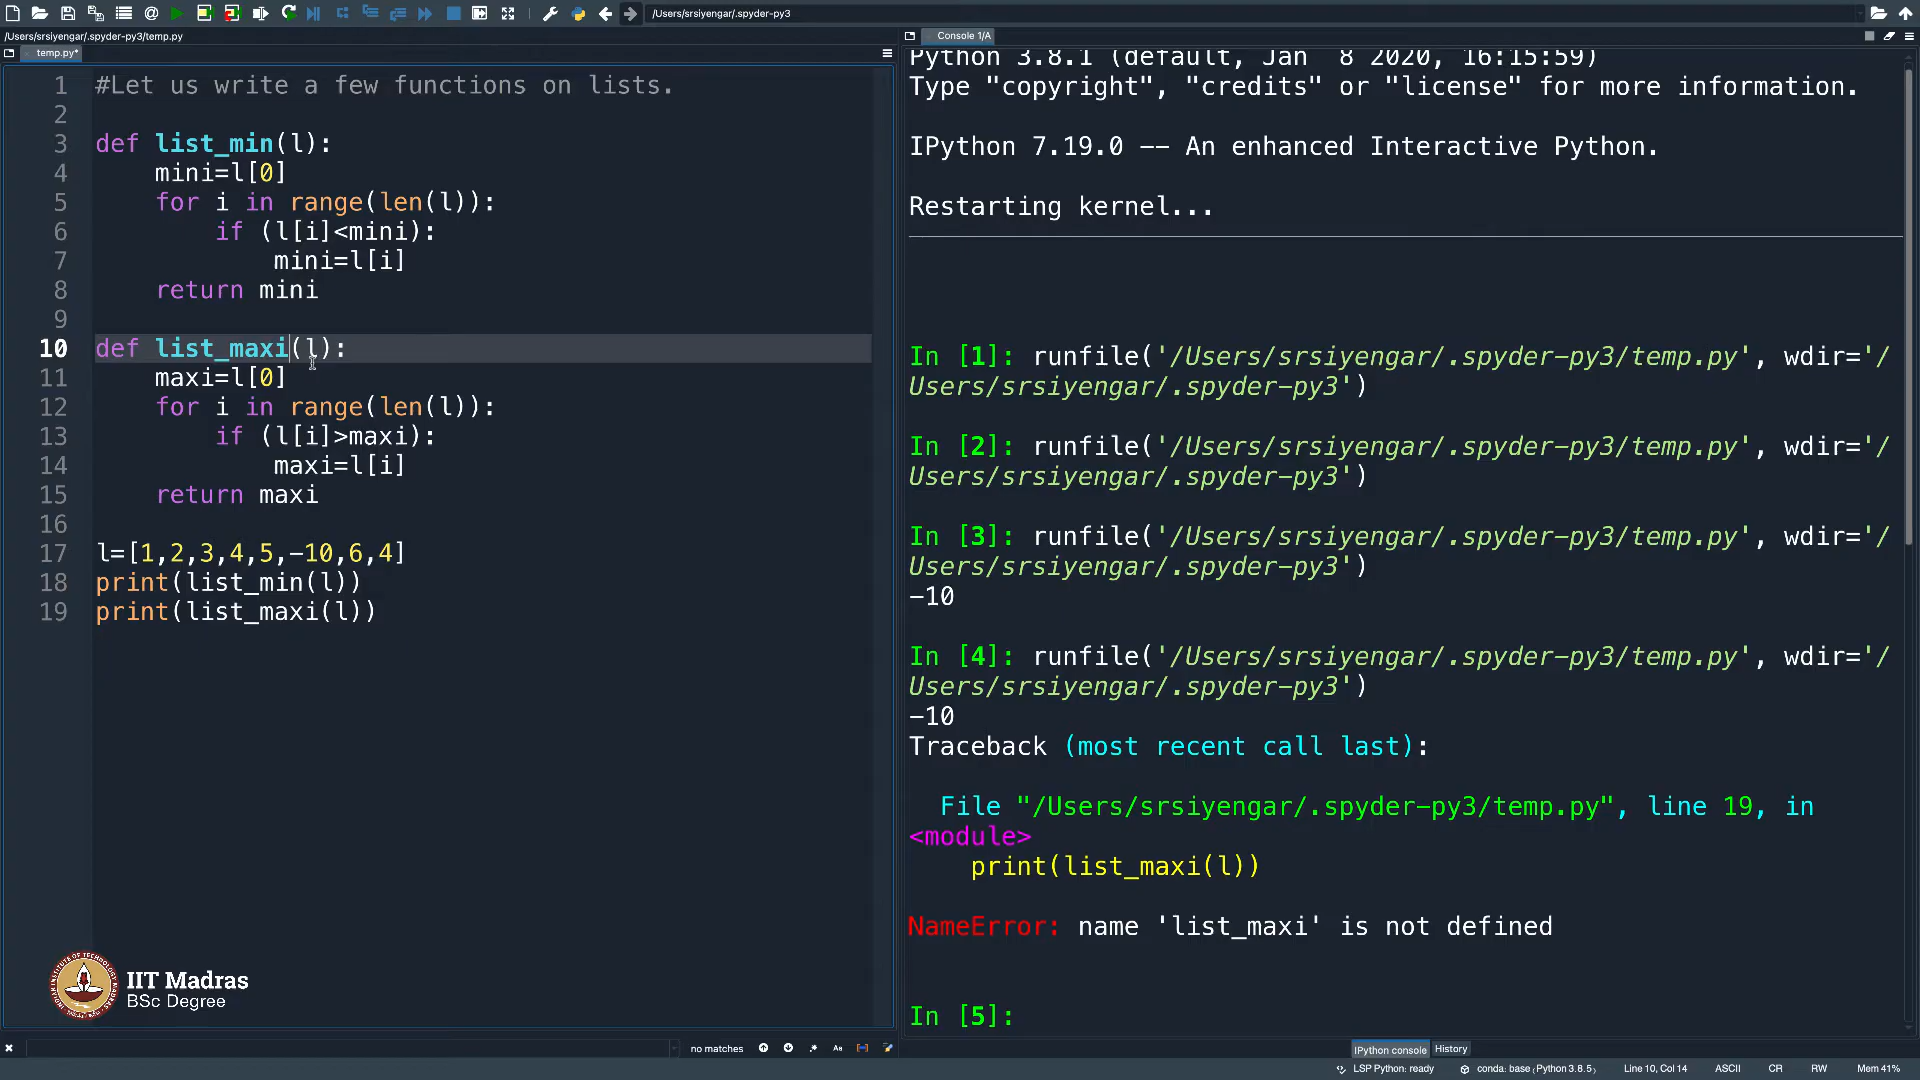 /Users/srsiyengar/.spyder-py3
/Users/srsiyengar/.spyder-py3/temp.py
temp.py*
1 #Let us write a few functions on lists.
2
3 def list_min(l):
4     mini=l[0]
5     for i in range(len(l)):
6         if (l[i]<mini):
7             mini=l[i]
8     return mini
9
10 def list_maxi(l):
11     maxi=l[0]
12     for i in range(len(l)):
13         if (l[i]>maxi):
14             maxi=l[i]
15     return maxi
16
17 l=[1,2,3,4,5,-10,6,4]
18 print(list_min(l))
19 print(list_maxi(l))
IIT Madras
BSc Degree
no matches
Console 1/A
Python 3.8.1 (default, Jan  8 2020, 16:15:59)
Type "copyright", "credits" or "license" for more information.
IPython 7.19.0 -- An enhanced Interactive Python.
Restarting kernel...
In [1]: runfile('/Users/srsiyengar/.spyder-py3/temp.py', wdir='/
Users/srsiyengar/.spyder-py3')
In [2]: runfile('/Users/srsiyengar/.spyder-py3/temp.py', wdir='/
Users/srsiyengar/.spyder-py3')
In [3]: runfile('/Users/srsiyengar/.spyder-py3/temp.py', wdir='/
Users/srsiyengar/.spyder-py3')
-10
In [4]: runfile('/Users/srsiyengar/.spyder-py3/temp.py', wdir='/
Users/srsiyengar/.spyder-py3')
-10
Traceback (most recent call last):
File "/Users/srsiyengar/.spyder-py3/temp.py", line 19, in
<module>
print(list_maxi(l))
NameError: name 'list_maxi' is not defined
In [5]:
IPython console History
LSP Python: ready conda: base (Python 3.8.5) Line 10, Col 14 ASCII CR RW Mem 41%